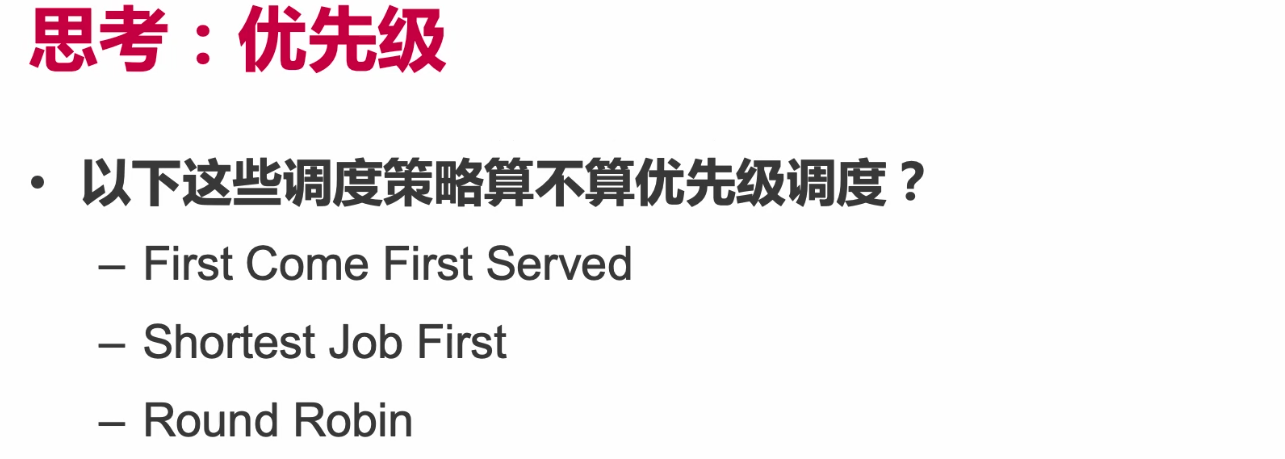 思考：优先级
• 以下这些调度策略算不算优先级调度？
– First Come First Served
– Shortest Job First
– Round Robin